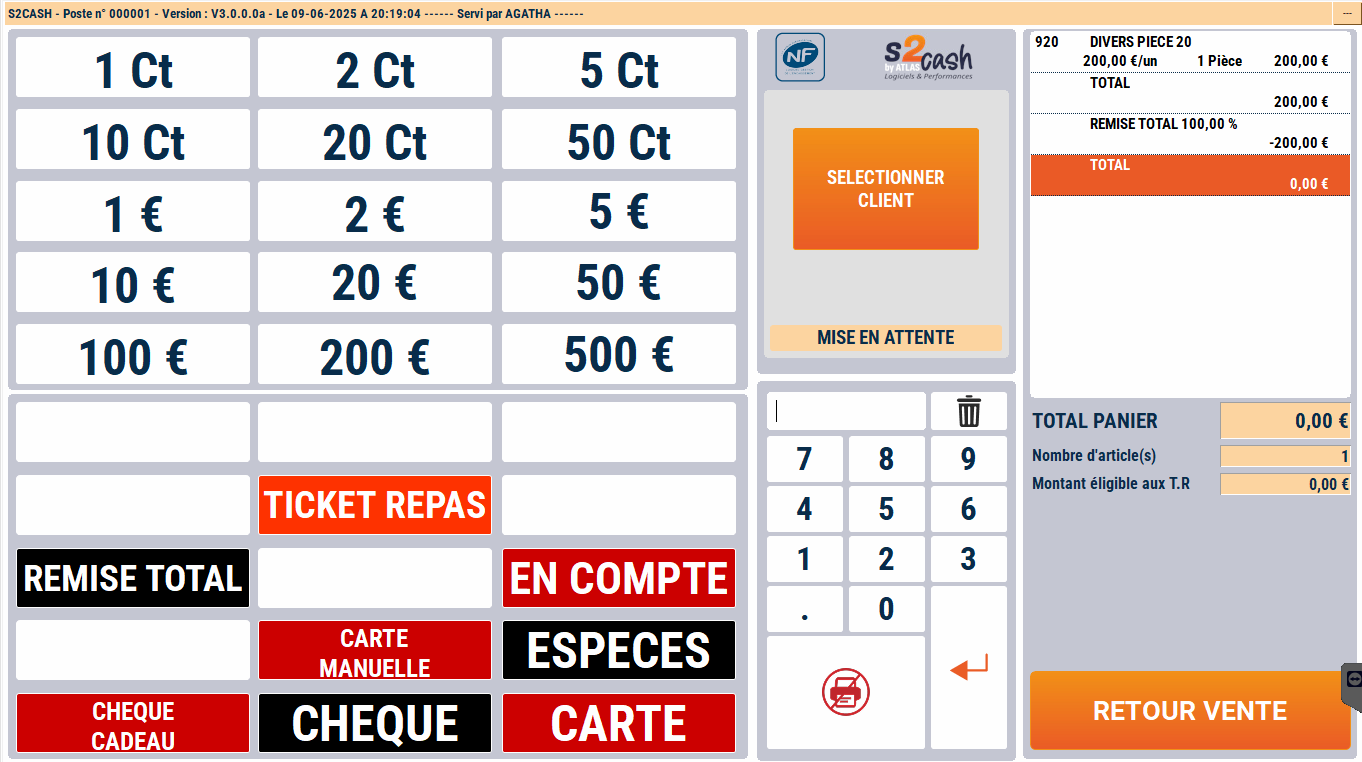 S2CASH - Poste n° 000001 - Version : V3.0.0.0a - Le 09-06-2025 A 20:19:04 ------ Servi par AGATHA ------
---
1 Ct
2 Ct
5 Ct
10 Ct
20 Ct
50 Ct
1 €
2 €
5 €
10 €
20 €
50 €
100 €
200 €
500 €
TICKET REPAS
REMISE TOTAL
EN COMPTE
CARTE
MANUELLE
ESPECES
CHEQUE
CADEAU
CHEQUE
CARTE
NF
S2cash
by ATLAS
Logiciels & Performances
SELECTIONNER
CLIENT
MISE EN ATTENTE
7
8
9
4
5
6
1
2
3
.
0
920 DIVERS PIECE 20
200,00 €/un 1 Pièce 200,00 €
TOTAL
200,00 €
REMISE TOTAL 100,00 %
-200,00 €
TOTAL
0,00 €
TOTAL PANIER 0,00 €
Nombre d'article(s) 1
Montant éligible aux T.R 0,00 €
RETOUR VENTE